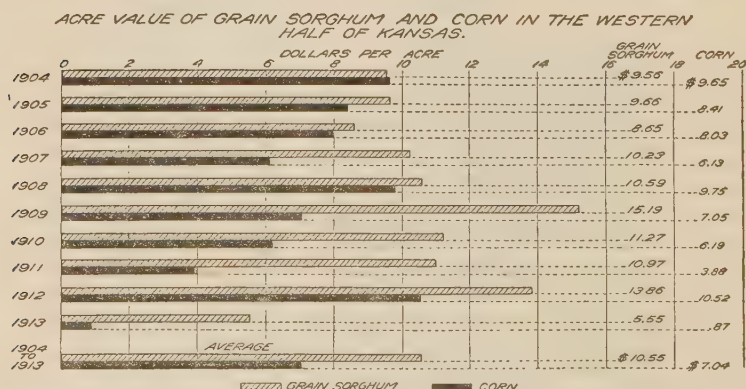 ACRE VALUE OF GRAIN SORGHUM AND CORN IN THE WESTERN
HALF OF KANSAS.
DOLLARS PER ACRE GRAIN SORGHUM CORN
0 2 4 6 8 10 12 14 16 18 20
1904 $9.56 $9.65
1905 9.66 8.41
1906 8.65 8.03
1907 10.23 6.13
1908 10.59 9.75
1909 15.19 7.05
1910 11.27 6.19
1911 10.97 3.88
1912 13.86 10.52
1913 5.55 .87
1904 TO 1913 AVERAGE $10.55 $7.04
GRAIN SORGHUM CORN